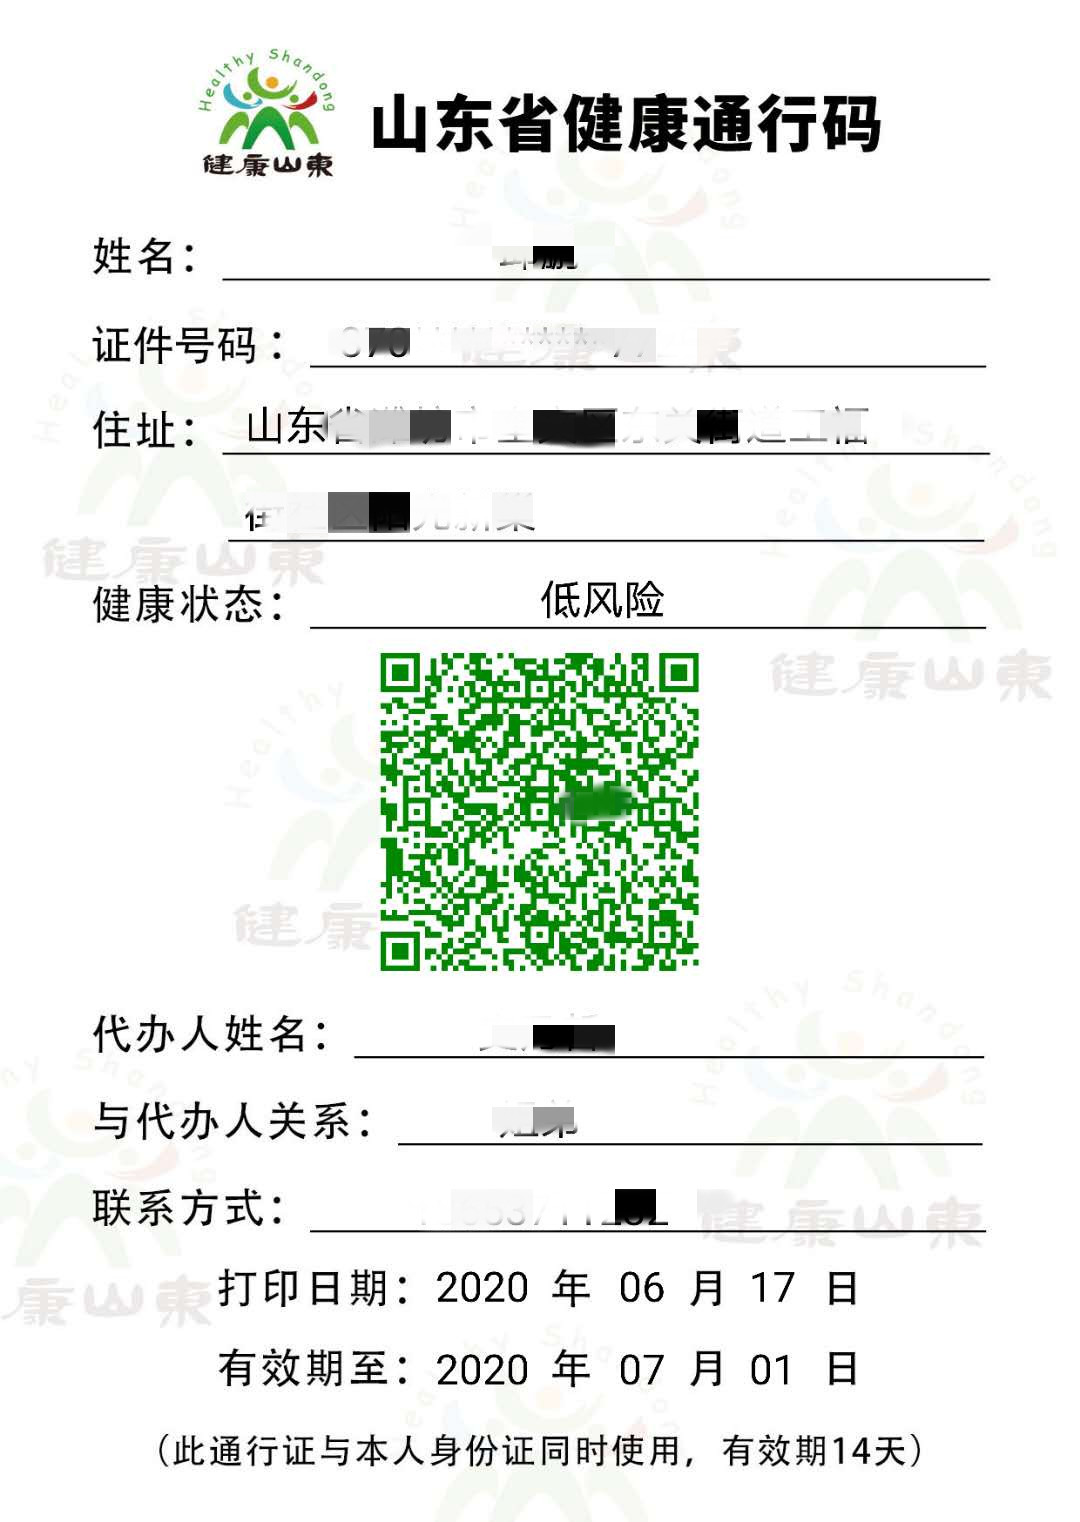 Healthy Shandong
健康山東
山东省健康通行码
姓名：
证件号码：
住址： 山东
健康状态： 低风险
代办人姓名：
与代办人关系：
联系方式：
打印日期：2020 年 06 月 17 日
有效期至：2020 年 07 月 01 日
（此通行证与本人身份证同时使用，有效期14天）